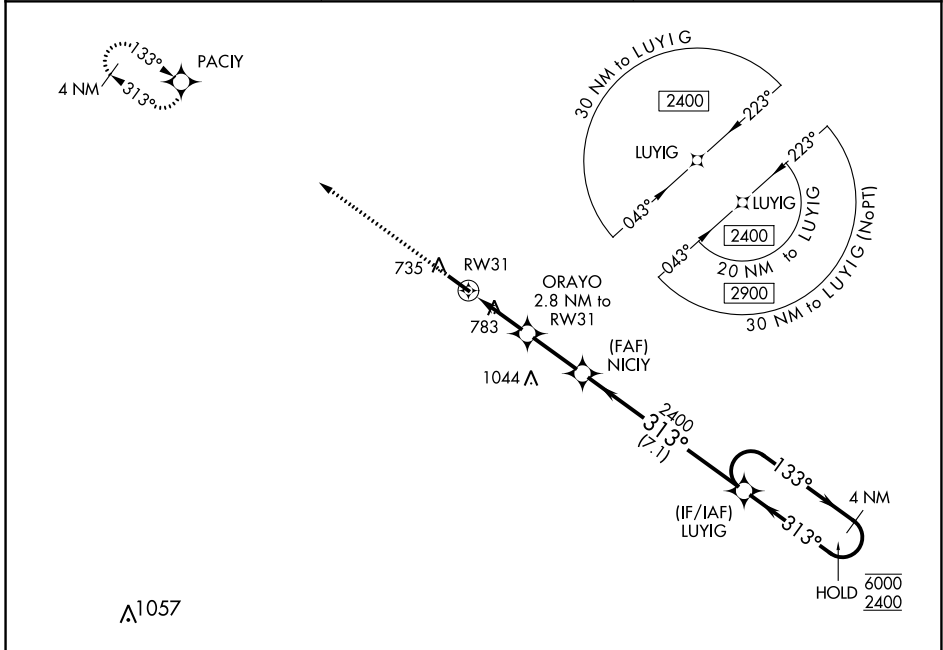 133°
PACIY
4 NM
313°
30 NM to LUYIG
2400
223°
LUYIG
043°
223°
LUYIG
043°
2400
20 NM to LUYIG
2900
30 NM to LUYIG (NoPT)
735
RW31
ORAYO
2.8 NM to
RW31
783
(FAF)
NICIY
1044
2400
313°
(7.1)
133°
4 NM
(IF/IAF)
LUYIG
313°
HOLD
6000
2400
1057